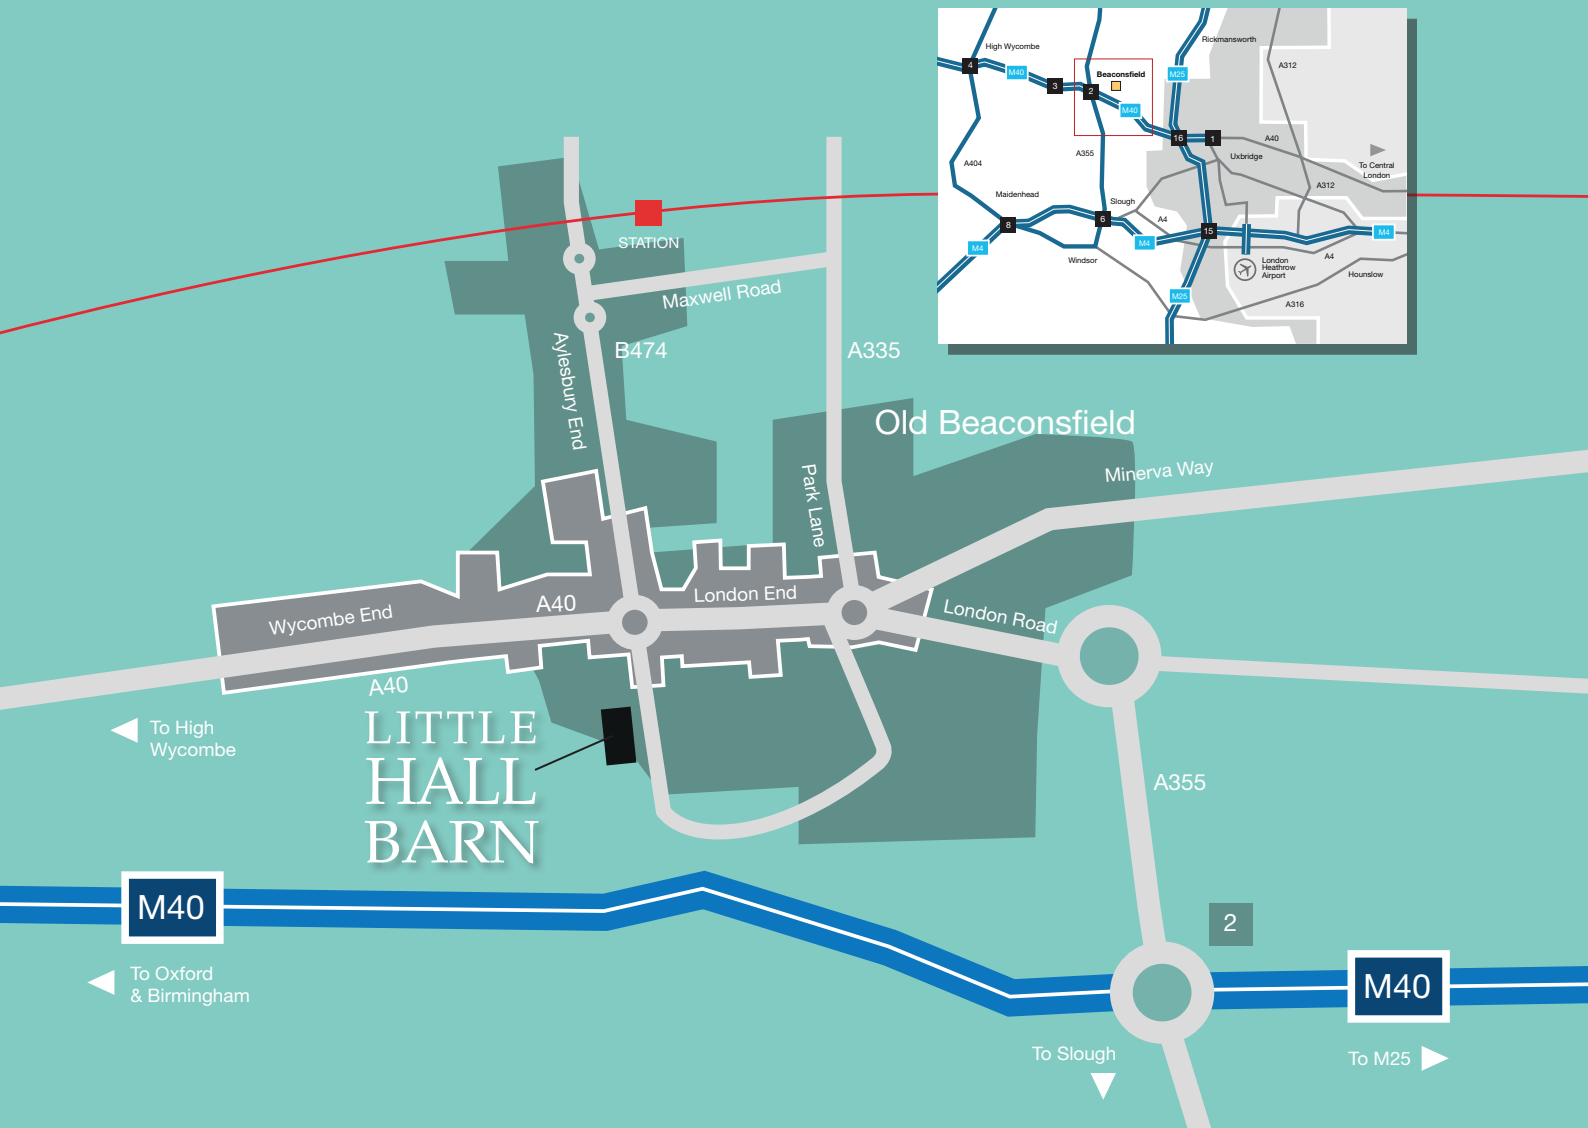 High Wycombe
Rickmansworth
4
M40
3
2
Beaconsfield
M40
M25
A312
16
1
A40
Uxbridge
To Central
London
A404
A355
A312
Maidenhead
Slough
A4
8
6
15
M4
M4
M4
Windsor
London
Heathrow
Airport
A4
Hounslow
M25
A316
STATION
Maxwell Road
Aylesbury End
B474
A335
Old Beaconsfield
Minerva Way
Park Lane
London End
A40
Wycombe End
London Road
A40
To High
Wycombe
LITTLE
HALL
BARN
A355
M40
2
To Oxford
& Birmingham
M40
To Slough
To M25